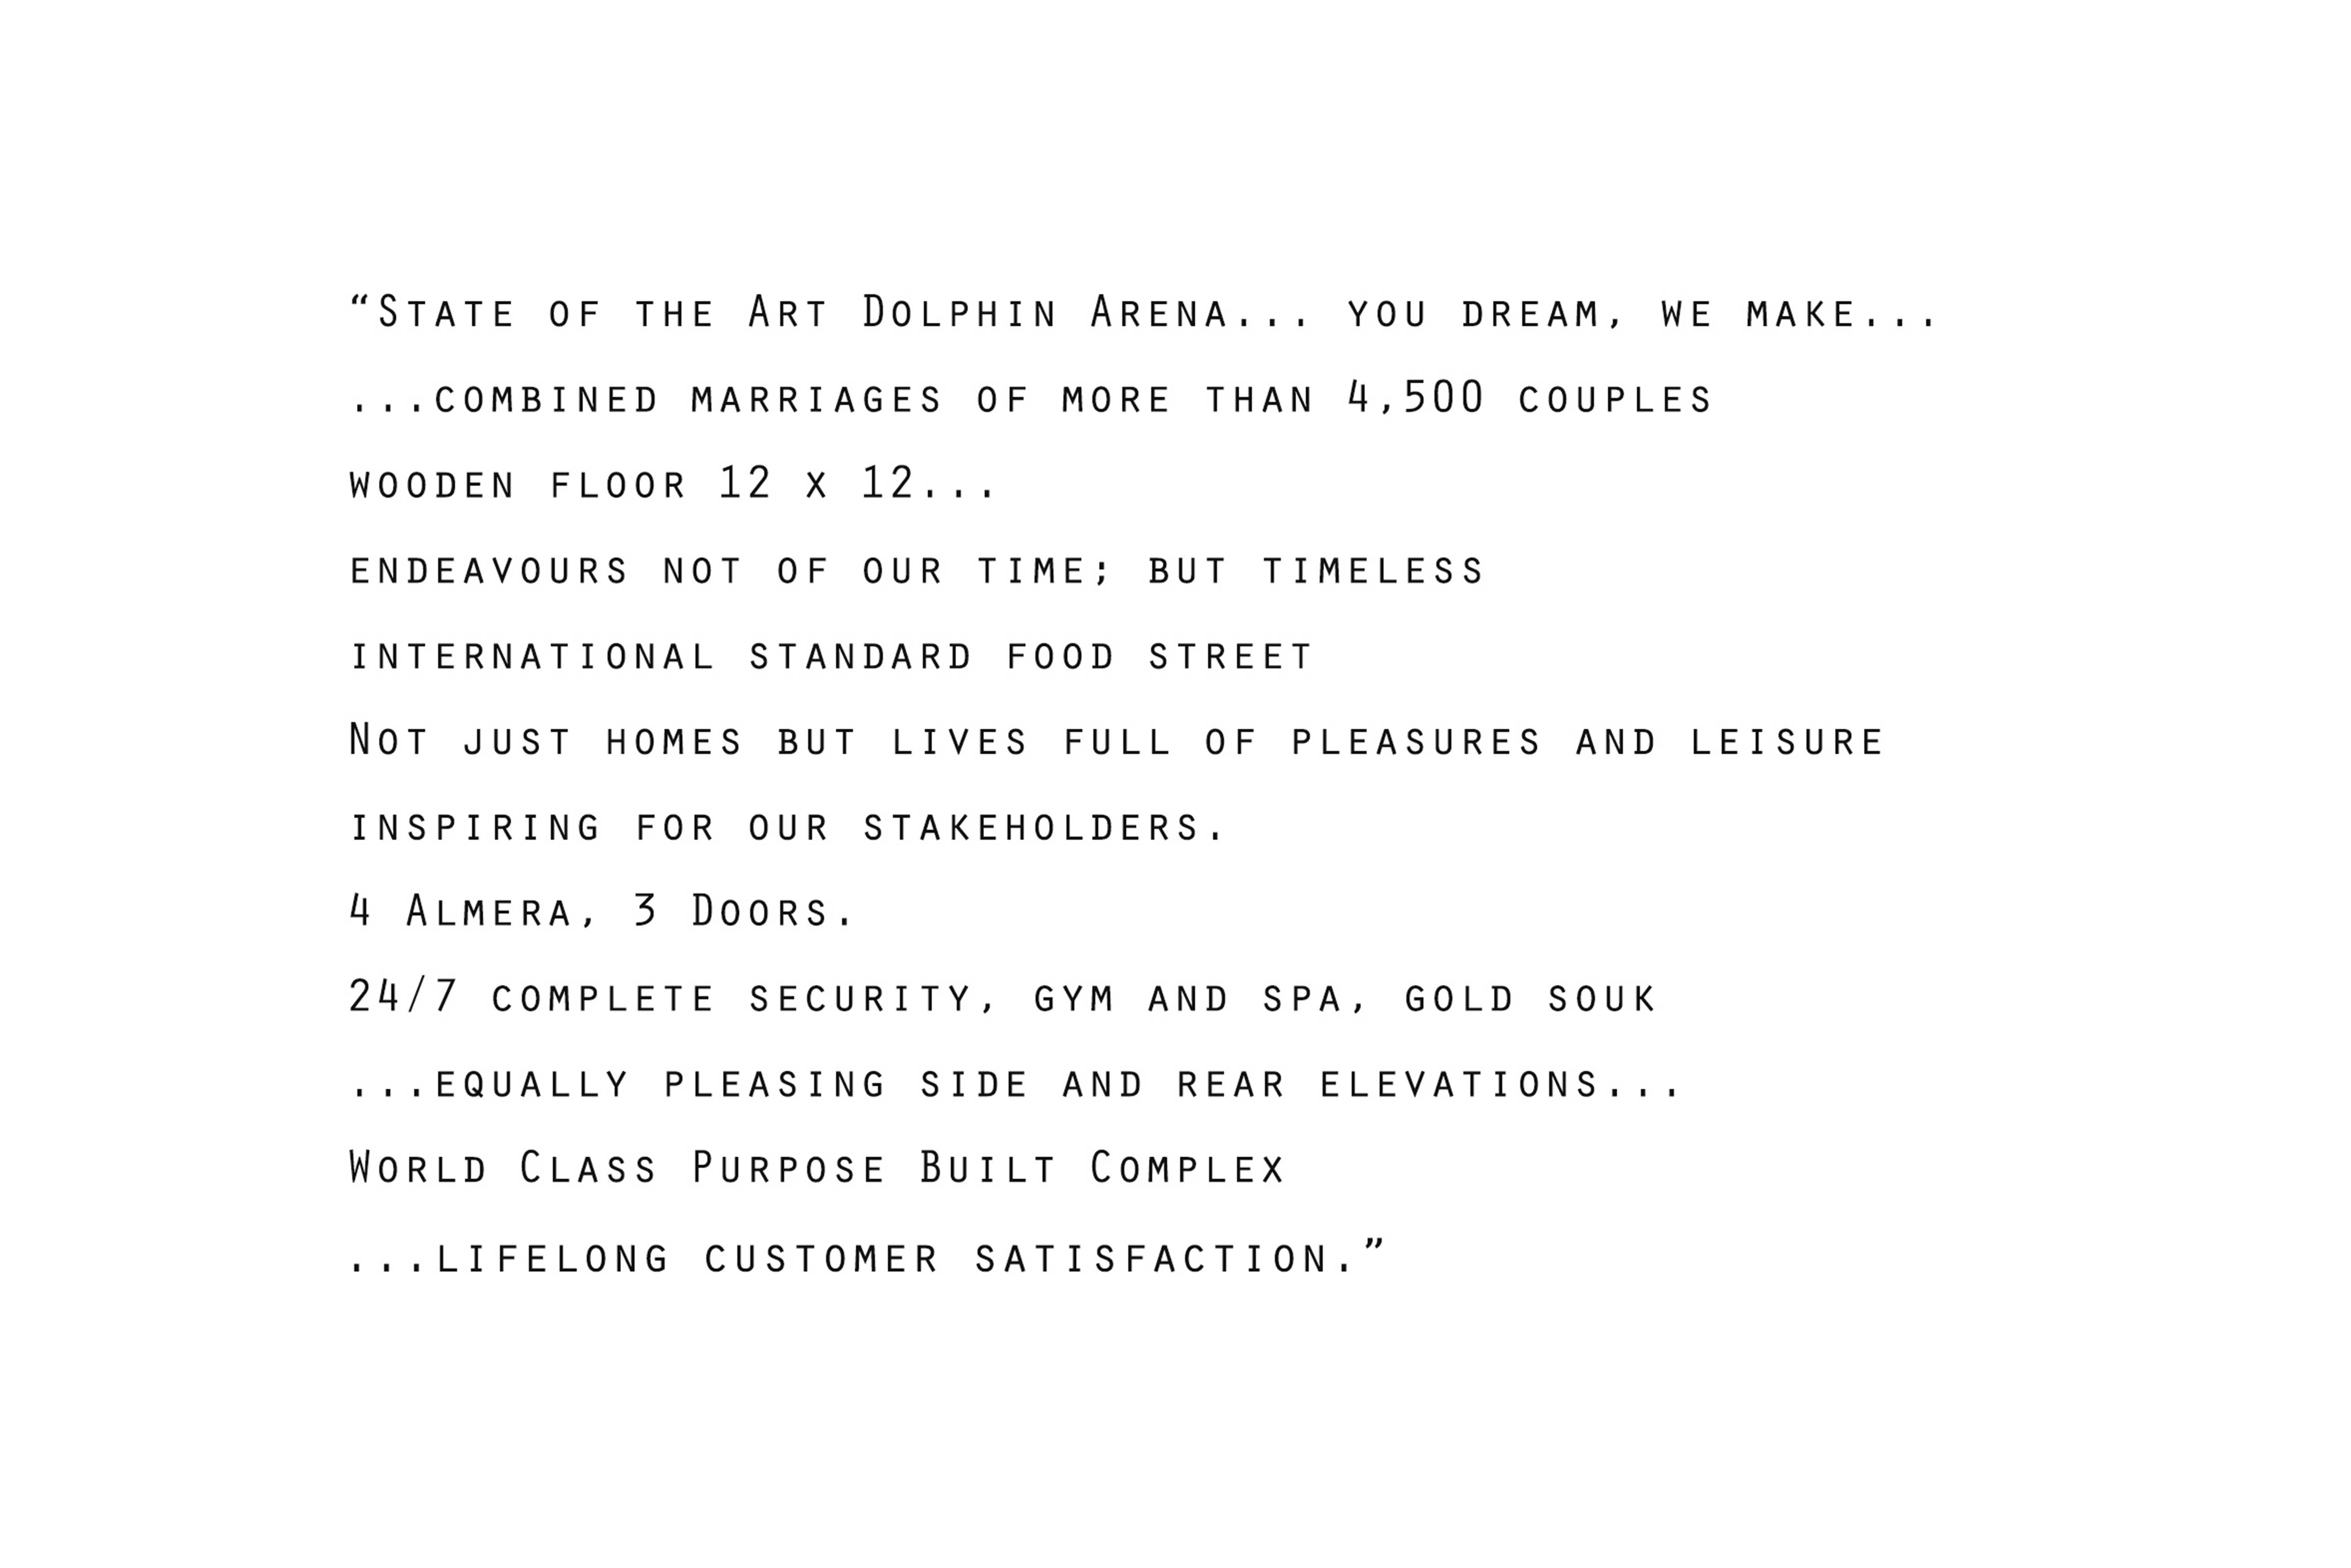 “State of the Art Dolphin Arena... you dream, we make...
...combined marriages of more than 4,500 couples
wooden floor 12 x 12...
endeavours not of our time; but timeless
international standard food street
Not just homes but lives full of pleasures and leisure
inspiring for our stakeholders.
4 Almera, 3 Doors.
24/7 complete security, gym and spa, gold souk
...equally pleasing side and rear elevations...
World Class Purpose Built Complex
...lifelong customer satisfaction.”